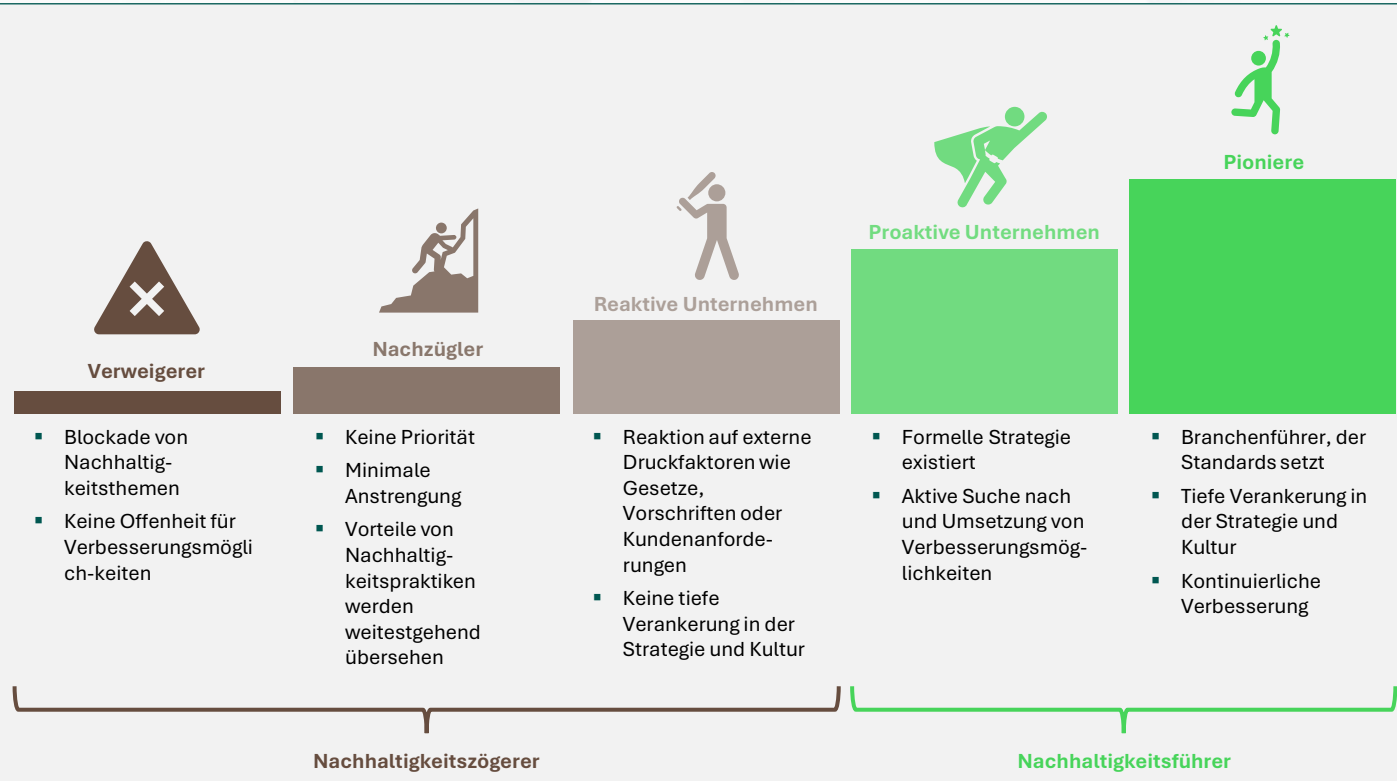 Verweigerer
Blockade von
Nachhaltig-
keitsthemen
Keine Offenheit für
Verbesserungsmögli
ch-keiten
Nachzügler
Keine Priorität
Minimale
Anstrengung
Vorteile von
Nachhaltig-
keitspraktiken
werden
weitestgehend
übersehen
Reaktive Unternehmen
Reaktion auf externe
Druckfaktoren wie
Gesetze,
Vorschriften oder
Kundenanforde-
rungen
Keine tiefe
Verankerung in der
Strategie und Kultur
Proaktive Unternehmen
Formelle Strategie
existiert
Aktive Suche nach
und Umsetzung von
Verbesserungsmög-
lichkeiten
Pioniere
Branchenführer, der
Standards setzt
Tiefe Verankerung in
der Strategie und
Kultur
Kontinuierliche
Verbesserung
Nachhaltigkeitszögerer
Nachhaltigkeitsführer